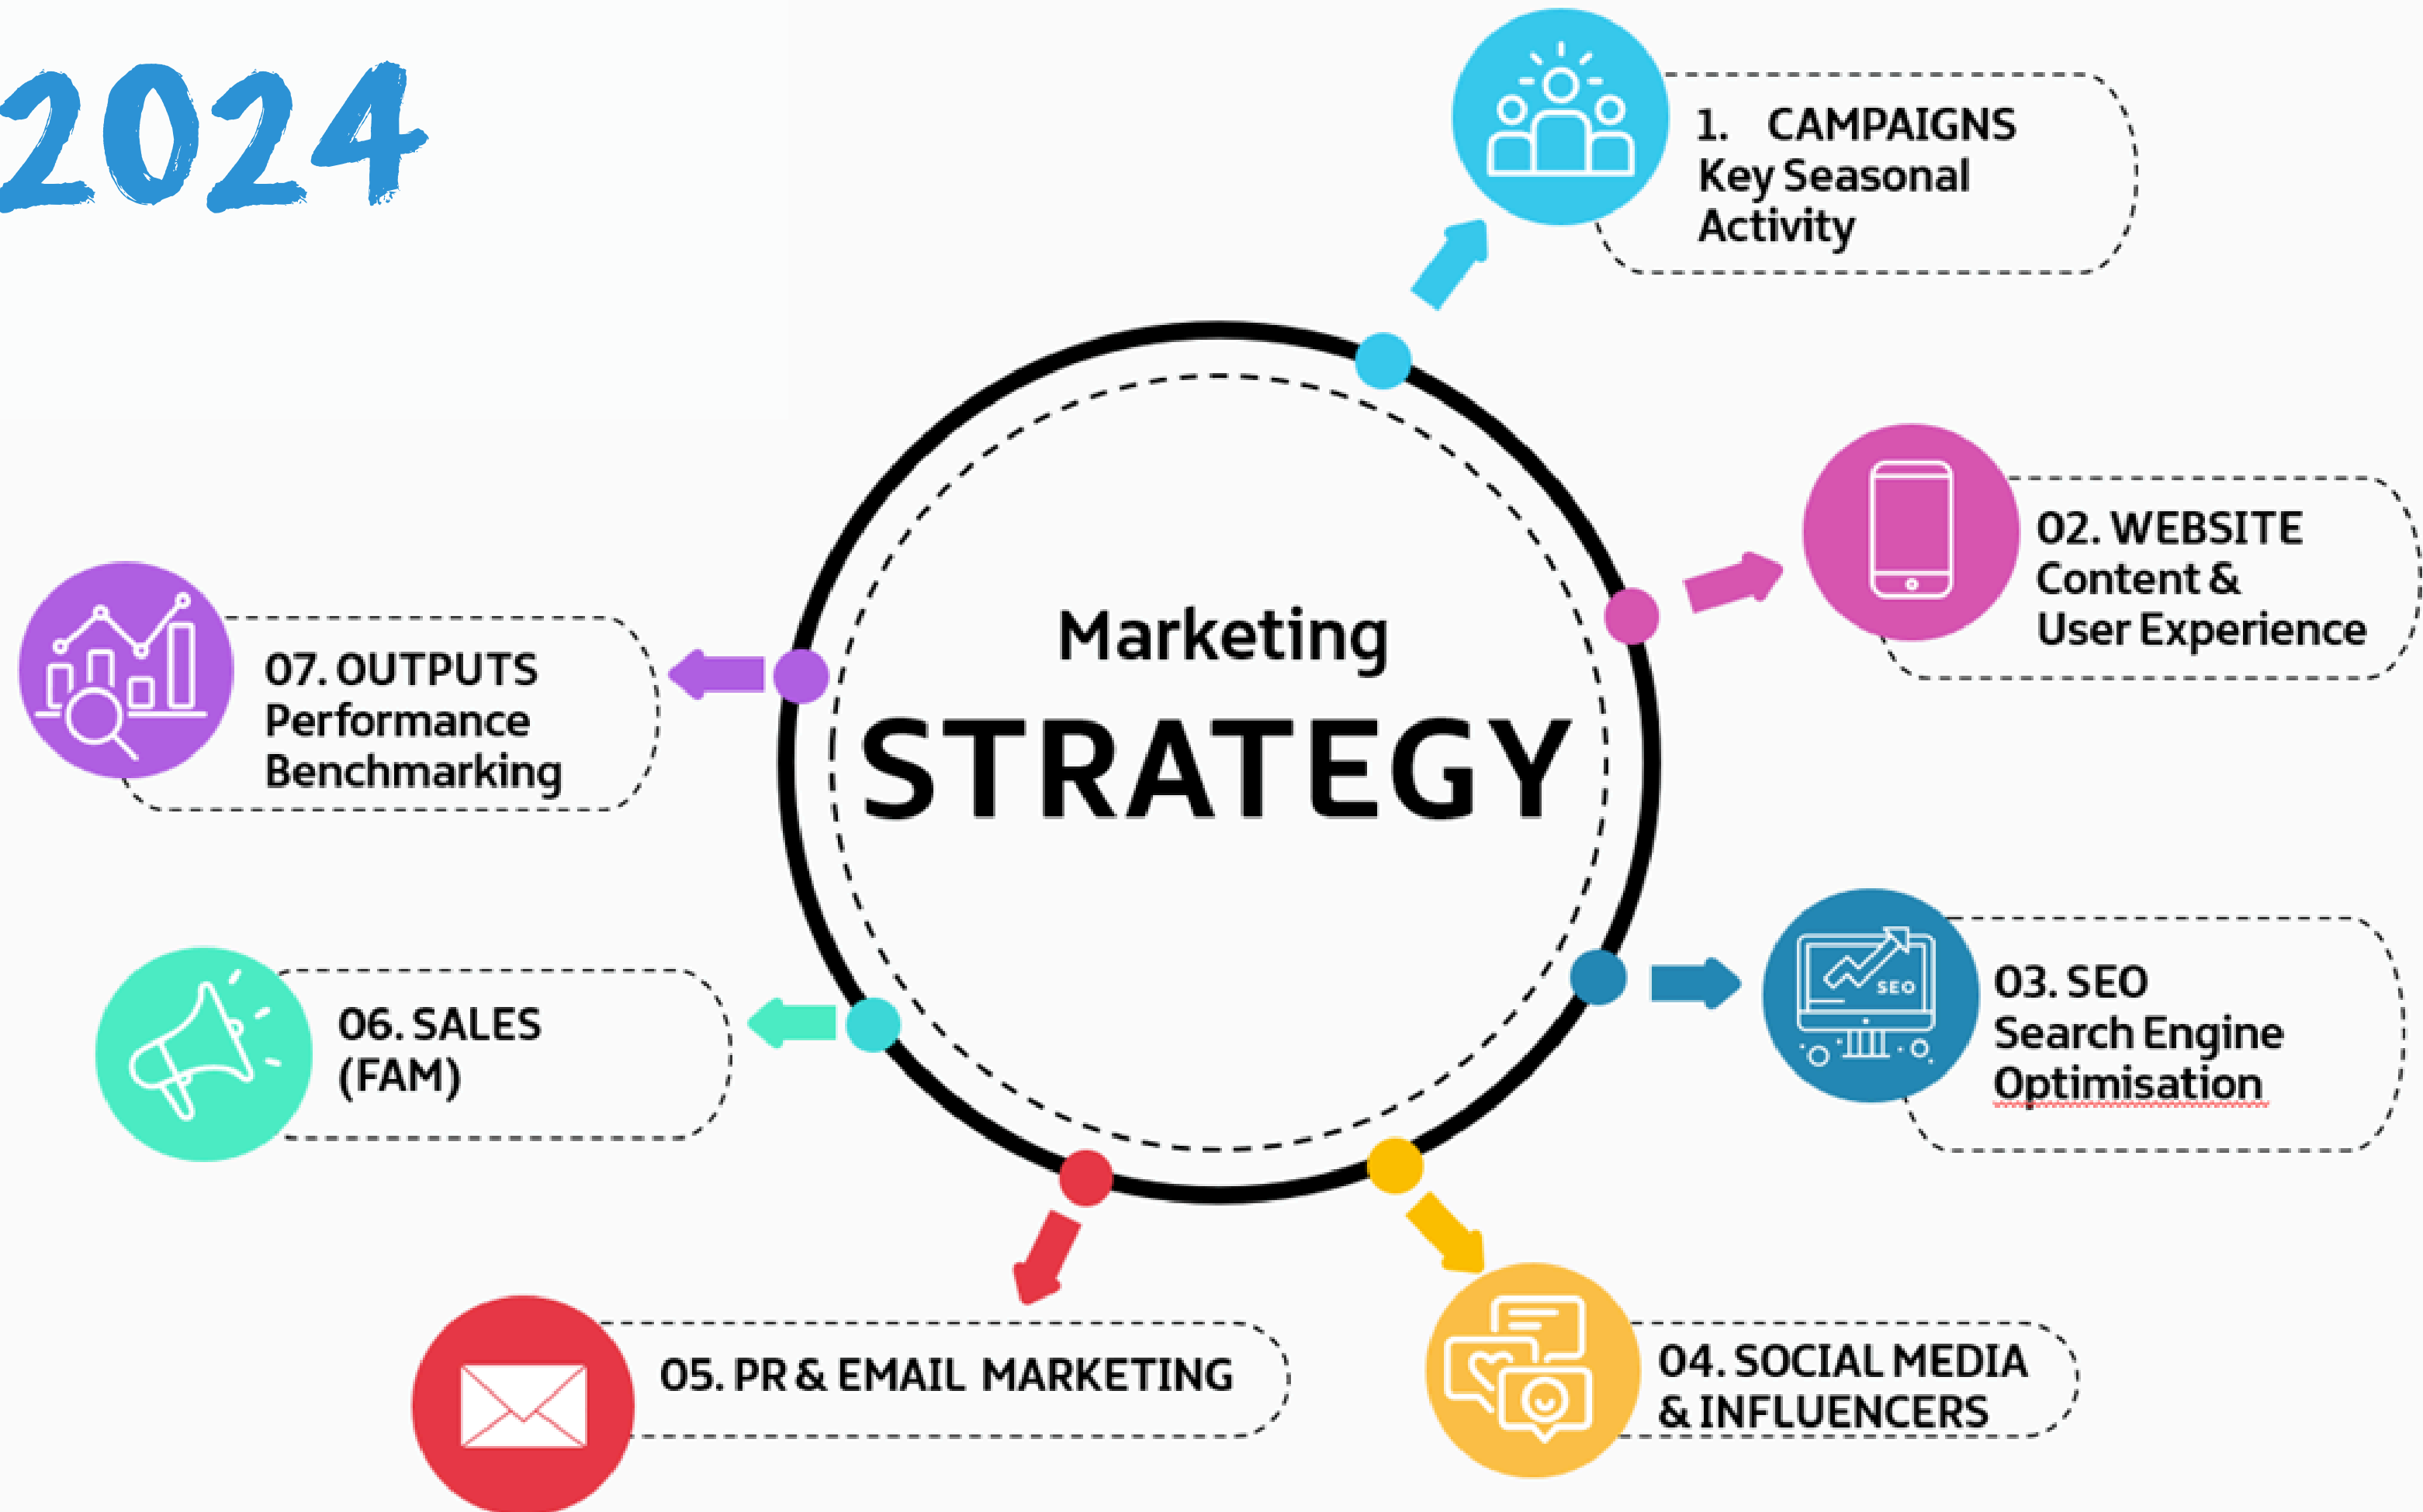 2024
Marketing
STRATEGY
1. CAMPAIGNS
Key Seasonal
Activity
02. WEBSITE
Content &
User Experience
SEO
03. SEO
Search Engine
Optimisation
04. SOCIAL MEDIA
& INFLUENCERS
05. PR & EMAIL MARKETING
06. SALES
(FAM)
07. OUTPUTS
Performance
Benchmarking